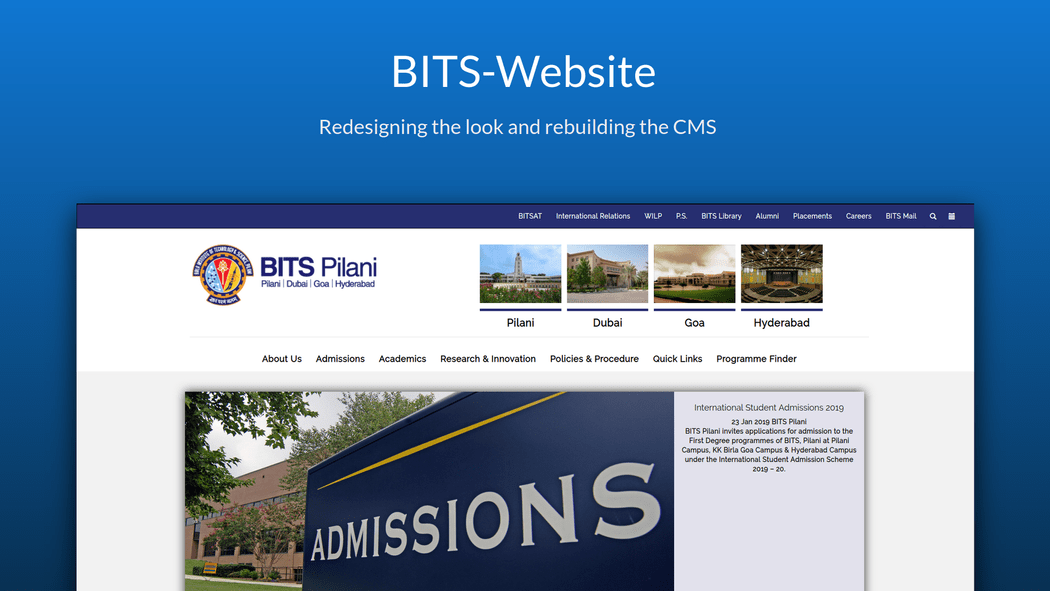 BITS-Website
Redesigning the look and rebuilding the CMS
BITSAT International Relations WILP P.S. BITS Library Alumni Placements Careers BITS Mail
BITS Pilani
Pilani | Dubai | Goa | Hyderabad
Pilani Dubai Goa Hyderabad
About Us Admissions Academics Research & Innovation Policies & Procedure Quick Links Programme Finder
ADMISSIONS
International Student Admissions 2019
23 Jan 2019 BITS Pilani
BITS Pilani invites applications for admission to the
First Degree programmes of BITS, Pilani at Pilani
Campus, KK Birla Goa Campus & Hyderabad Campus
under the International Student Admission Scheme
2019 – 20.